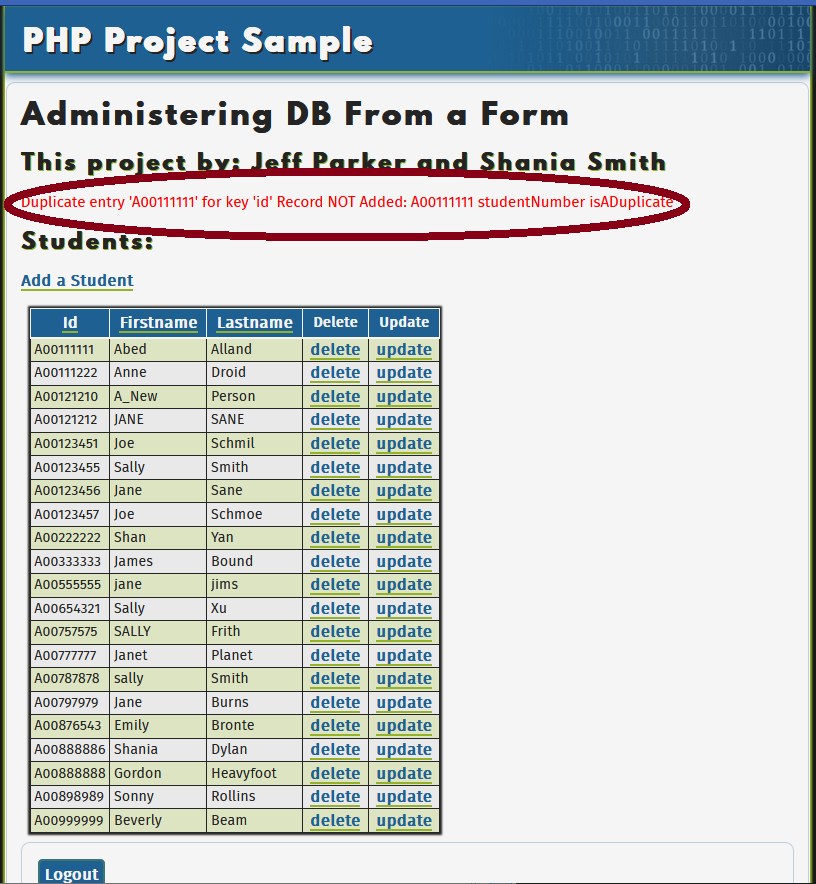 PHP Project Sample
Administering DB From a Form
This project by: Jeff Parker and Shania Smith
Duplicate entry 'A00111111' for key 'id' Record NOT Added: A00111111 studentNumber isADuplicate
Students:
Add a Student
Id Firstname Lastname Delete Update
A00111111 Abed Alland delete update
A00111222 Anne Droid delete update
A00121210 A_New Person delete update
A00121212 JANE SANE delete update
A00123451 Joe Schmil delete update
A00123455 Sally Smith delete update
A00123456 Jane Sane delete update
A00123457 Joe Schmoe delete update
A00222222 Shan Yan delete update
A00333333 James Bound delete update
A00555555 jane jims delete update
A00654321 Sally Xu delete update
A00757575 SALLY Frith delete update
A00777777 Janet Planet delete update
A00787878 sally Smith delete update
A00797979 Jane Burns delete update
A00876543 Emily Bronte delete update
A00888886 Shania Dylan delete update
A00888888 Gordon Heavyfoot delete update
A00898989 Sonny Rollins delete update
A00999999 Beverly Beam delete update
Logout